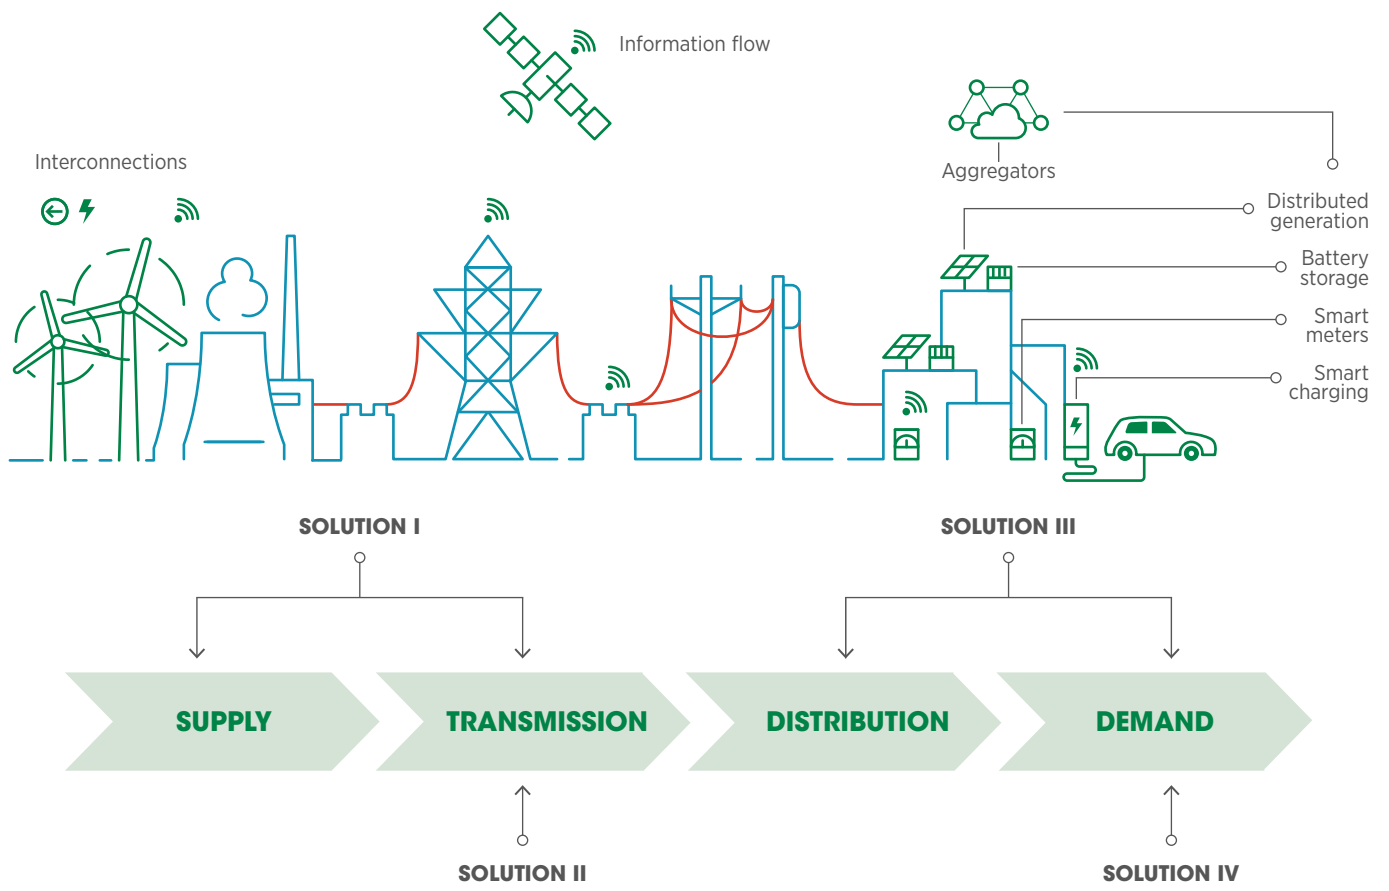 Information flow
Interconnections
Aggregators
Distributed
generation
Battery
storage
Smart
meters
Smart
charging
SOLUTION I
SOLUTION III
SUPPLY
TRANSMISSION
DISTRIBUTION
DEMAND
SOLUTION II
SOLUTION IV